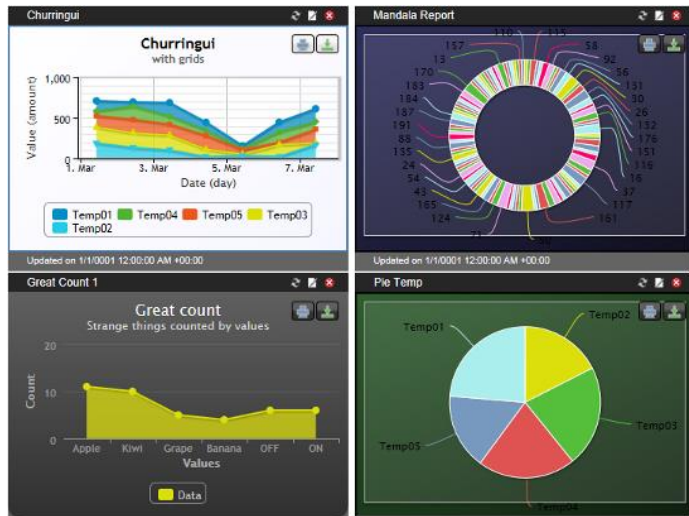 Churringui
Churringui
with grids
1,000
500
0
Value (amount)
1. Mar 3. Mar 5. Mar 7. Mar
Date (day)
Temp01 Temp04 Temp05 Temp03
Temp02
Updated on 1/1/0001 12:00:00 AM +00:00
Mandala Report
110 115
157 58
13 92
170 56
183 131
184 30
187 26
191 152
88 176
155 151
24 116
54 16
43 37
165 117
124 161
71 50
Updated on 1/1/0001 12:00:00 AM +00:00
Great Count 1
Great count
Strange things counted by values
20
10
0
Count
Apple Kiwi Grape Banana OFF ON
Values
Data
Pie Temp
Temp01 Temp02
Temp05 Temp03
Temp04